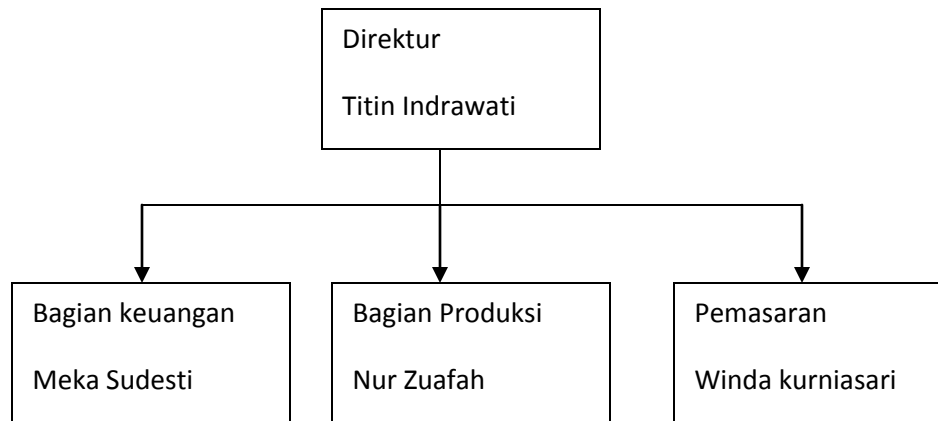 Direktur
Titin Indrawati
Bagian keuangan
Meka Sudesti
Bagian Produksi
Nur Zuafah
Pemasaran
Winda kurniasari